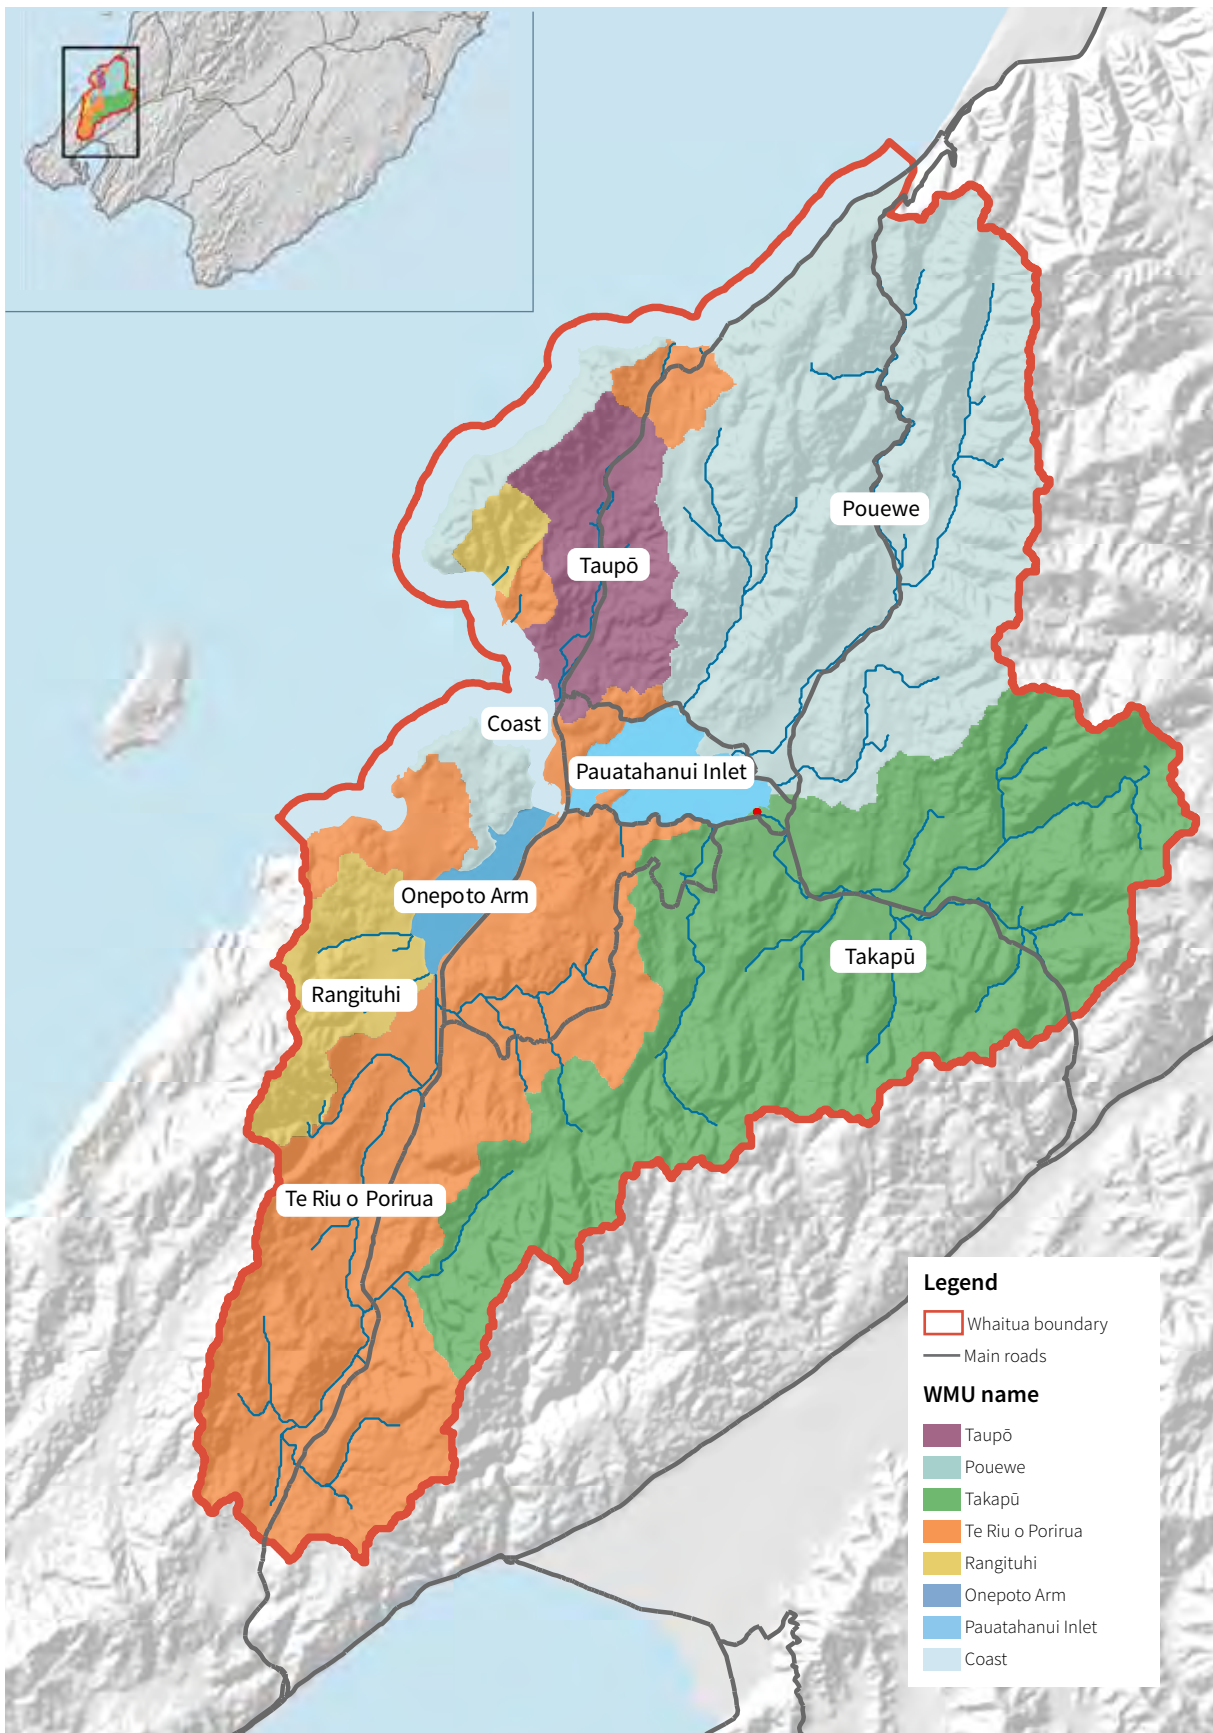 Pouewe
Taupō
Coast
Pauatahanui Inlet
Onepoto Arm
Takapū
Rangituhi
Te Riu o Porirua
Legend
Whaitua boundary
Main roads
WMU name
Taupō
Pouewe
Takapū
Te Riu o Porirua
Rangituhi
Onepoto Arm
Pauatahanui Inlet
Coast